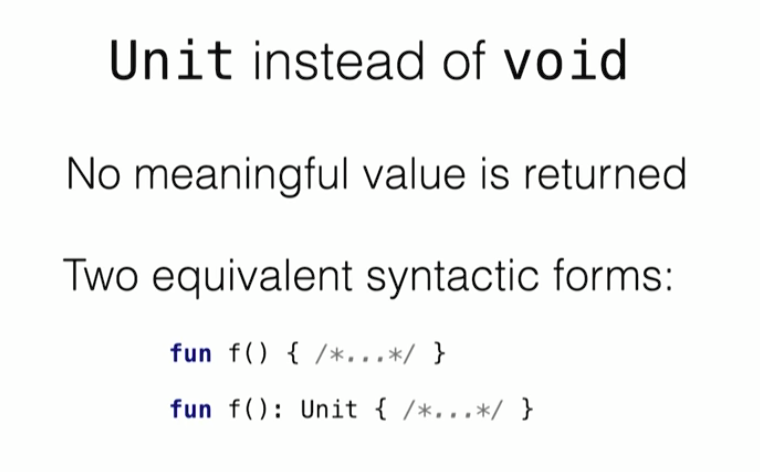 Unit instead of void
No meaningful value is returned
Two equivalent syntactic forms:
fun f() { /*...*/ }
fun f(): Unit { /*...*/ }